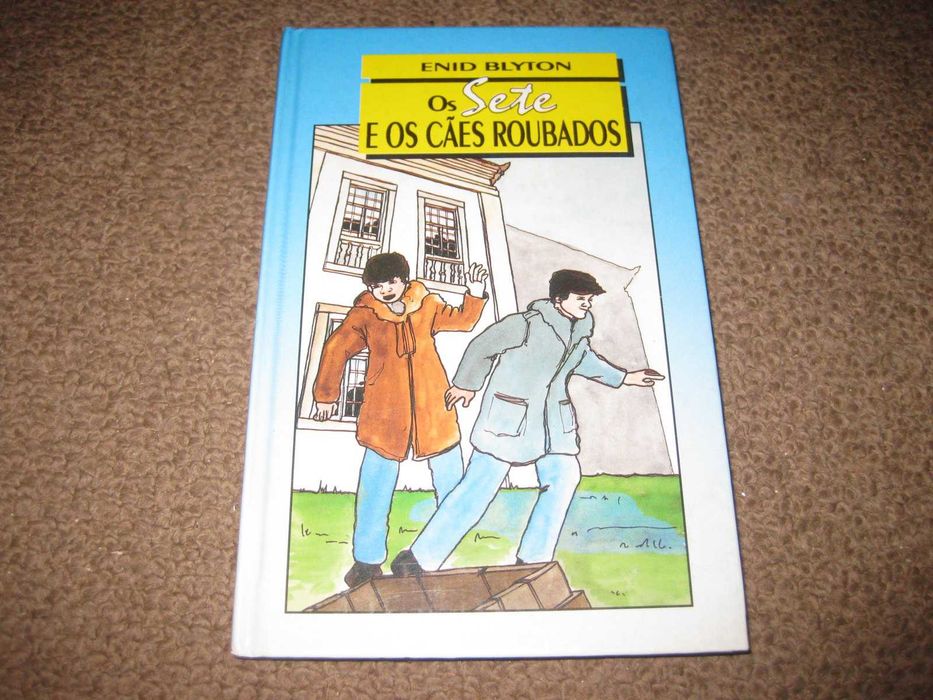 ENID BLYTON
Os Sete
E OS CÃES ROUBADOS